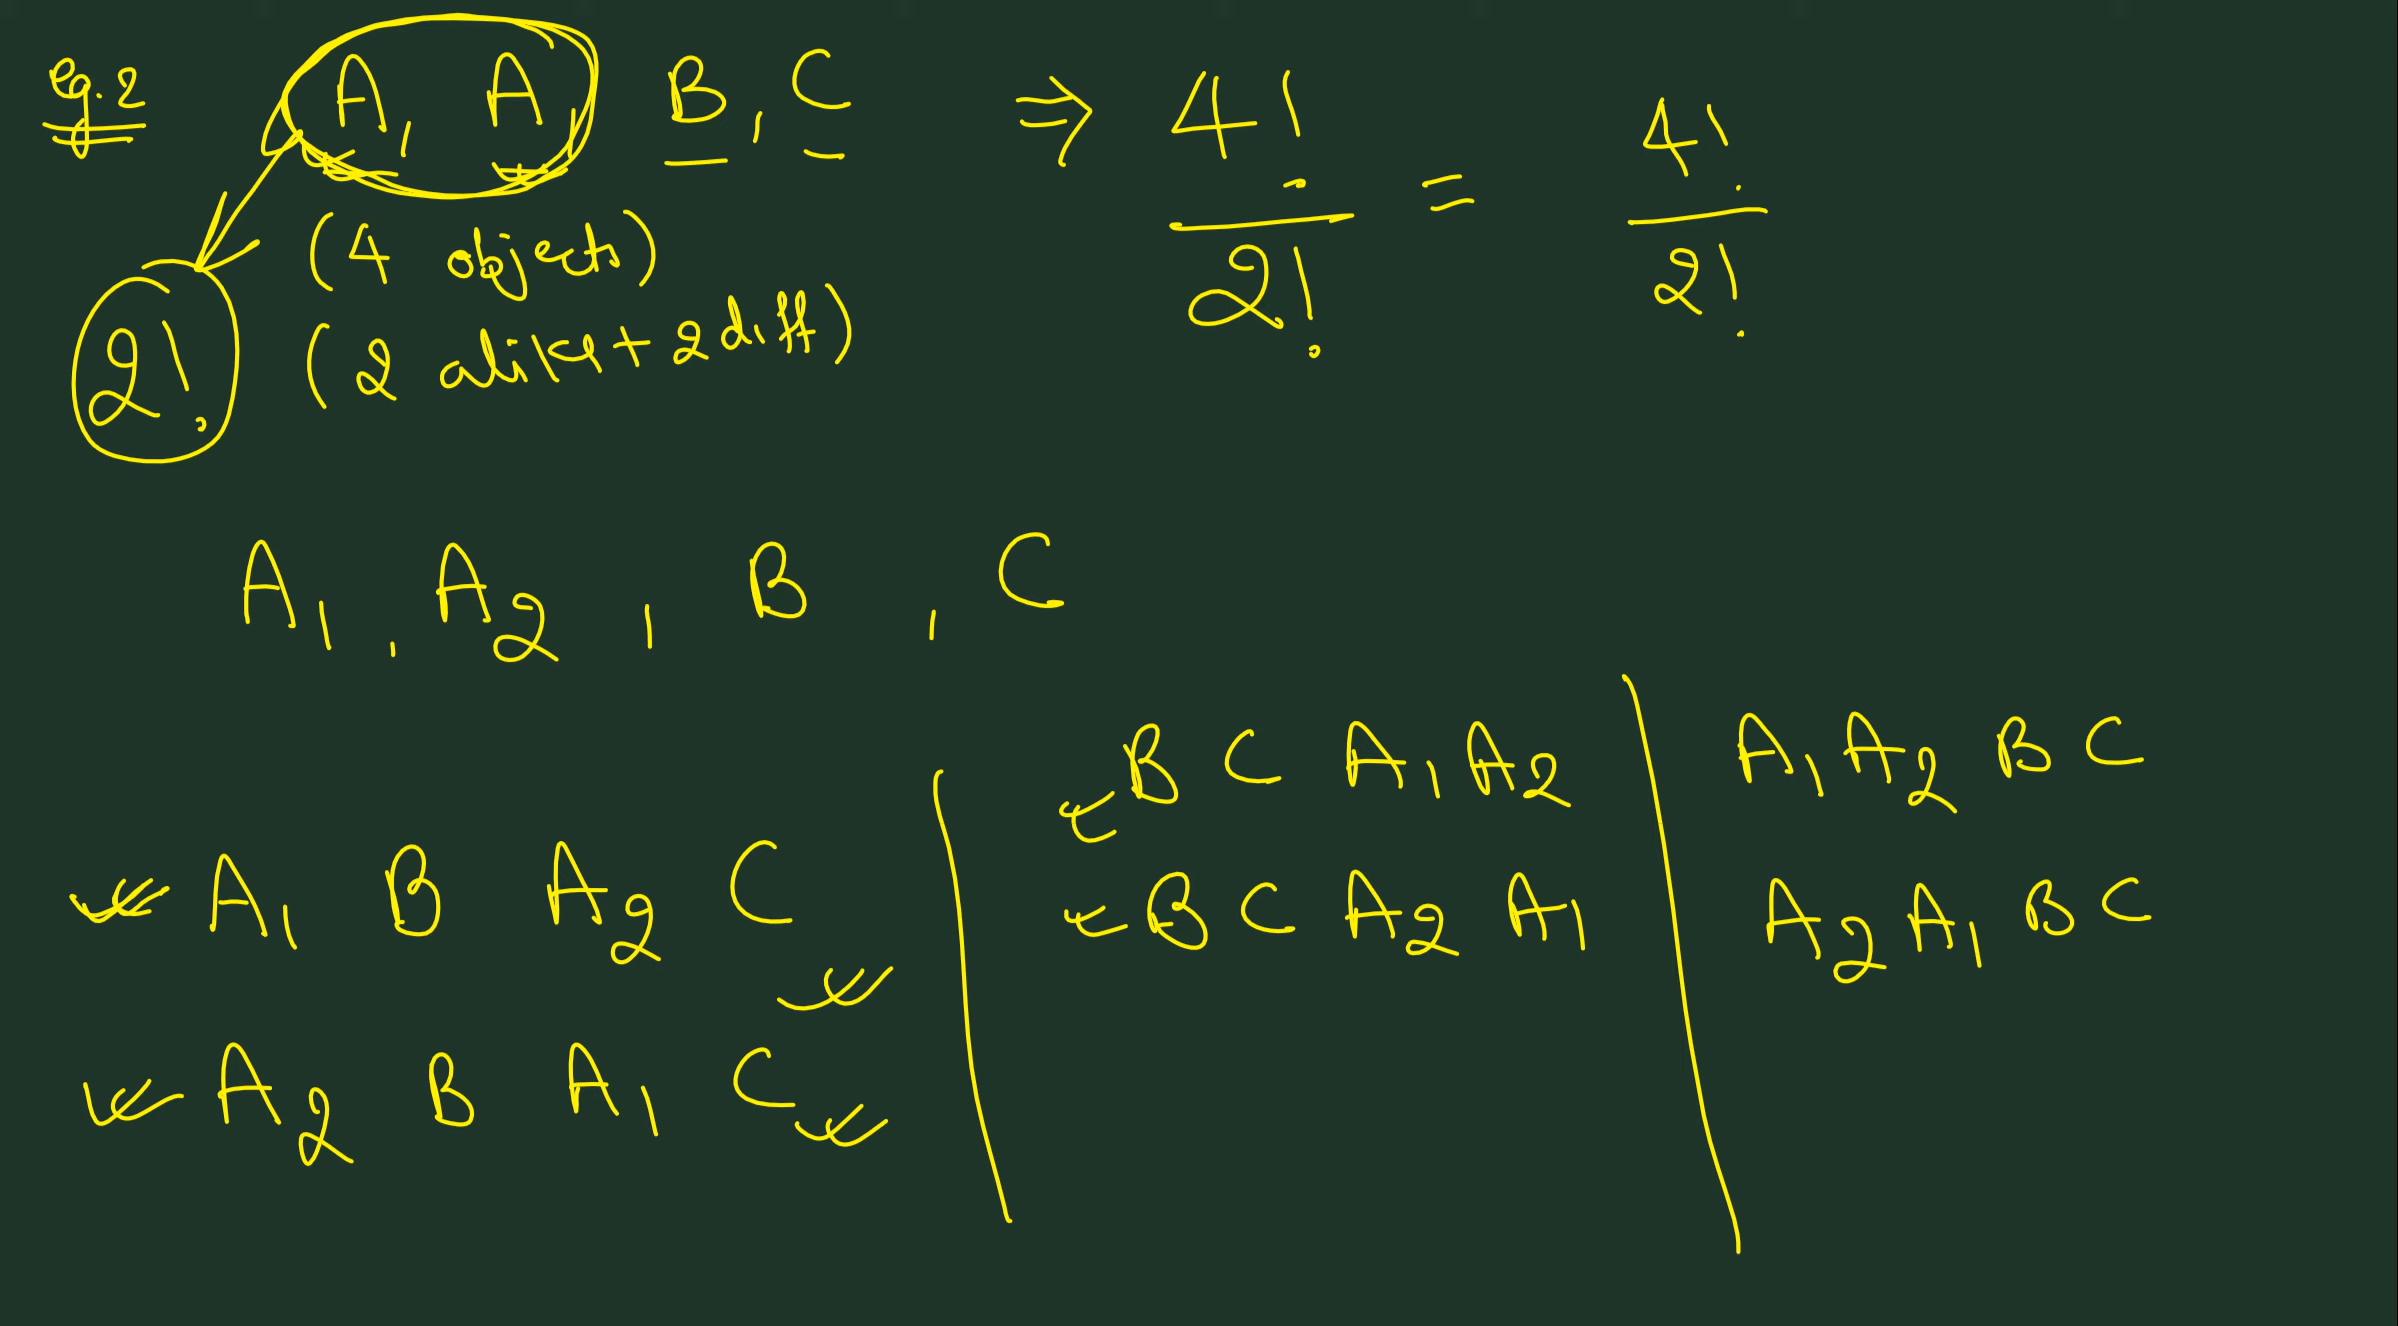 eg.2 A, A, B, C ⇒ 4!/2! = 4!/2!
(4 objects)
2! (2 alike + 2 diff)
A₁, A₂, B, C
B C A₁ A₂
A₁ A₂ B C
A₁ B A₂ C
B C A₂ A₁
A₂ A₁ B C
A₂ B A₁ C